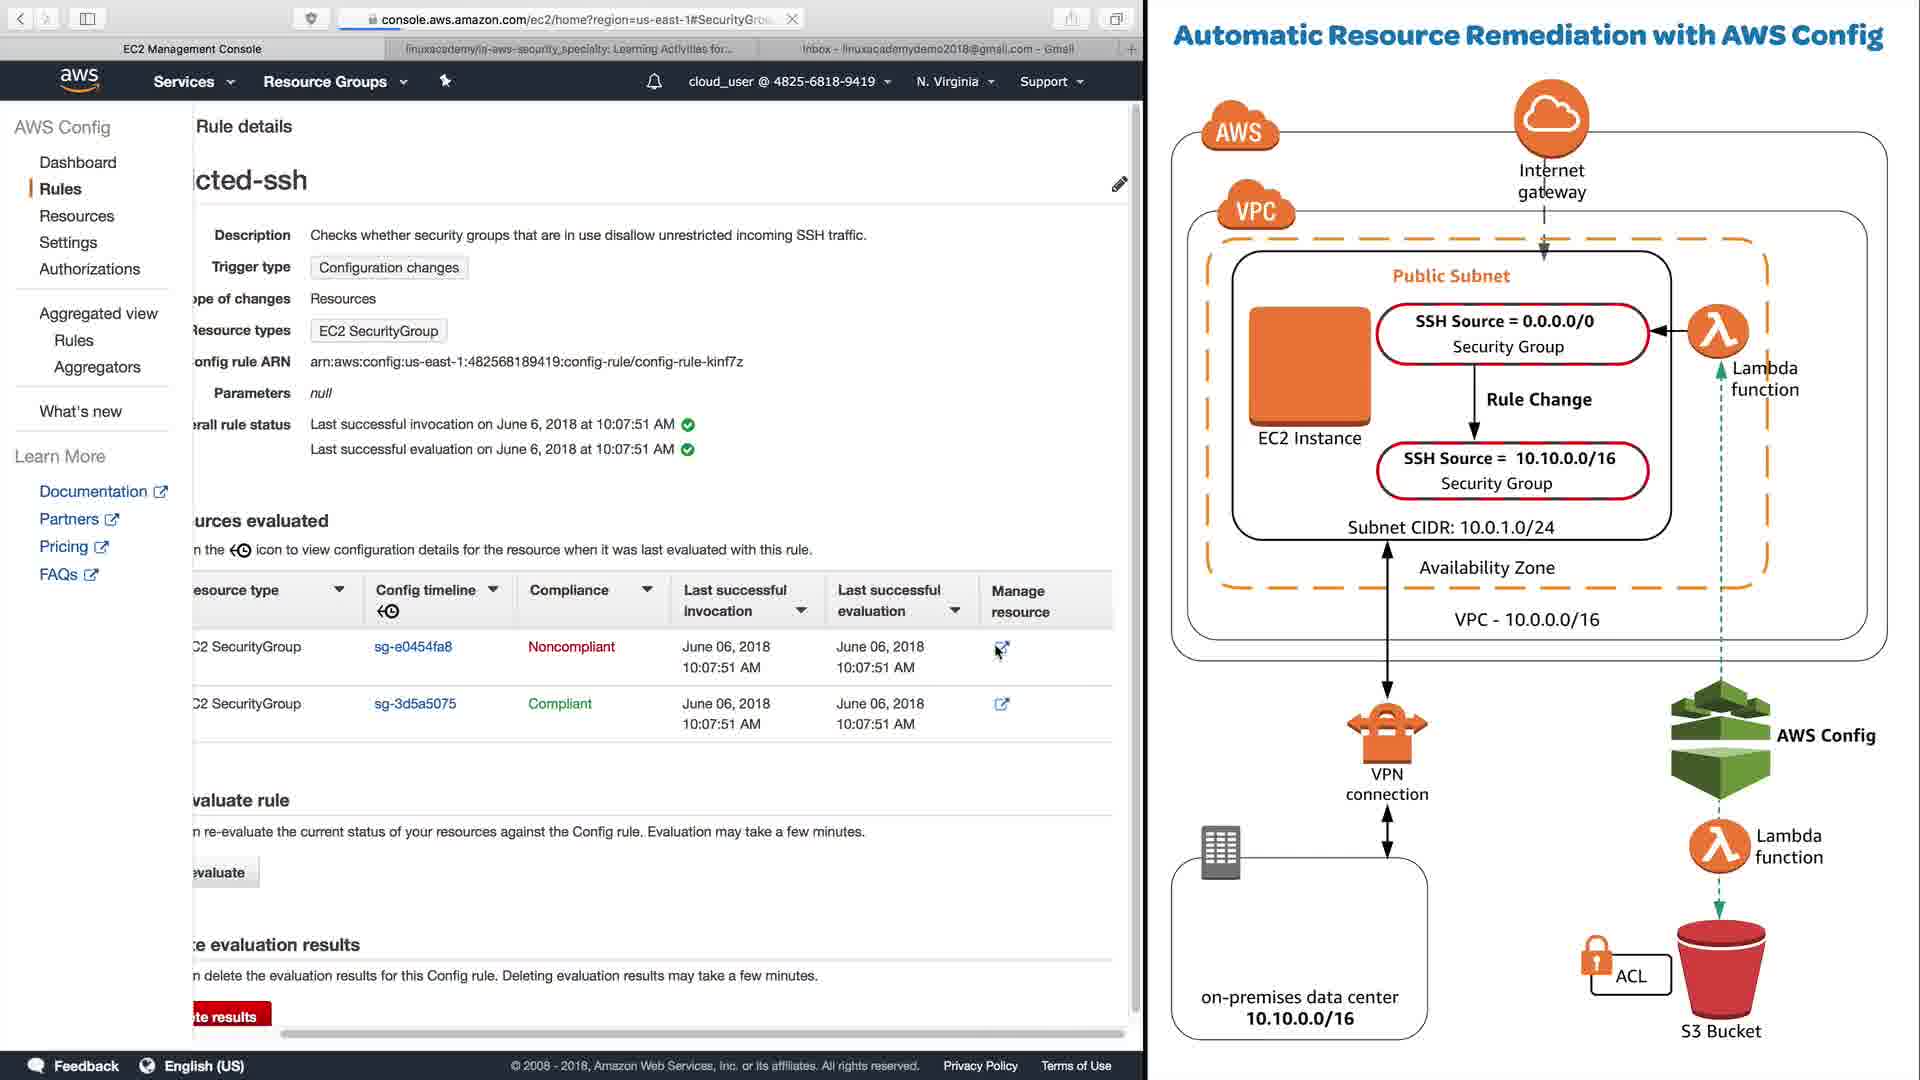 console.aws.amazon.com/ec2/home?region=us-east-1#SecurityGro
EC2 Management Console
linuxacademy/la-aws-security_specialty: Learning Activities for...
Inbox - linuxacademydemo2018@gmail.com - Gmail
aws
Services
Resource Groups
cloud_user @ 4825-6818-9419
N. Virginia
Support
AWS Config
Dashboard
Rules
Resources
Settings
Authorizations
Aggregated view
Rules
Aggregators
What's new
Learn More
Documentation
Partners
Pricing
FAQs
Rule details
icted-ssh
Description Checks whether security groups that are in use disallow unrestricted incoming SSH traffic.
Trigger type Configuration changes
ope of changes Resources
Resource types EC2 SecurityGroup
onfig rule ARN arn:aws:config:us-east-1:482568189419:config-rule/config-rule-kinf7z
Parameters null
erall rule status Last successful invocation on June 6, 2018 at 10:07:51 AM
Last successful evaluation on June 6, 2018 at 10:07:51 AM
urces evaluated
n the icon to view configuration details for the resource when it was last evaluated with this rule.
esource type Config timeline Compliance Last successful invocation Last successful evaluation Manage resource
C2 SecurityGroup sg-e0454fa8 Noncompliant June 06, 2018 10:07:51 AM June 06, 2018 10:07:51 AM
C2 SecurityGroup sg-3d5a5075 Compliant June 06, 2018 10:07:51 AM June 06, 2018 10:07:51 AM
valuate rule
n re-evaluate the current status of your resources against the Config rule. Evaluation may take a few minutes.
evaluate
te evaluation results
n delete the evaluation results for this Config rule. Deleting evaluation results may take a few minutes.
te results
Feedback
English (US)
© 2008 - 2018, Amazon Web Services, Inc. or its affiliates. All rights reserved.
Privacy Policy
Terms of Use
Automatic Resource Remediation with AWS Config
AWS
Internet
gateway
VPC
Public Subnet
SSH Source = 0.0.0.0/0
Security Group
Lambda
function
Rule Change
EC2 Instance
SSH Source = 10.10.0.0/16
Security Group
Subnet CIDR: 10.0.1.0/24
Availability Zone
VPC - 10.0.0.0/16
AWS Config
VPN
connection
Lambda
function
on-premises data center
10.10.0.0/16
ACL
S3 Bucket